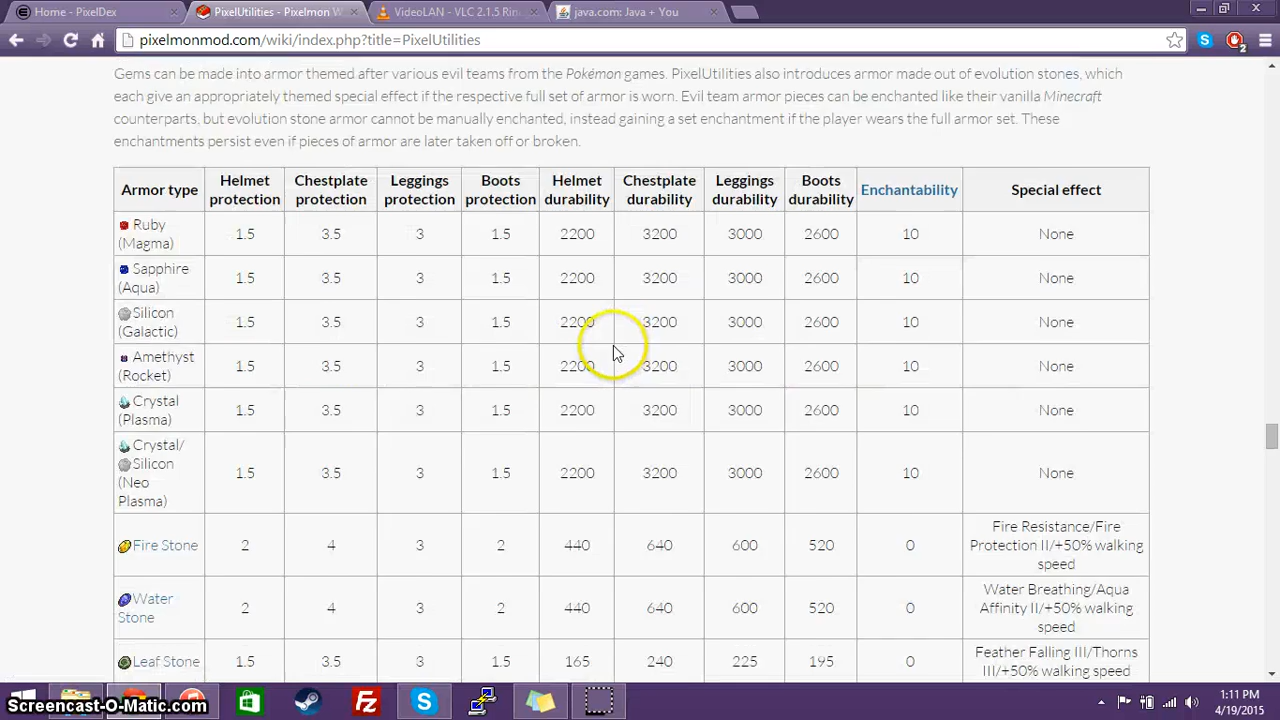 Home - PixelDex
PixelUtilities - Pixelmon W
VideoLAN - VLC 2.1.5 Rin
java.com: Java + You
pixelmonmod.com/wiki/index.php?title=PixelUtilities
2
Gems can be made into armor themed after various evil teams from the Pokémon games. PixelUtilities also introduces armor made out of evolution stones, which
each give an appropriately themed special effect if the respective full set of armor is worn. Evil team armor pieces can be enchanted like their vanilla Minecraft
counterparts, but evolution stone armor cannot be manually enchanted, instead gaining a set enchantment if the player wears the full armor set. These
enchantments persist even if pieces of armor are later taken off or broken.
Armor type Helmet protection Chestplate protection Leggings protection Boots protection Helmet durability Chestplate durability Leggings durability Boots durability Enchantability Special effect
Ruby (Magma) 1.5 3.5 3 1.5 2200 3200 3000 2600 10 None
Sapphire (Aqua) 1.5 3.5 3 1.5 2200 3200 3000 2600 10 None
Silicon (Galactic) 1.5 3.5 3 1.5 2200 3200 3000 2600 10 None
Amethyst (Rocket) 1.5 3.5 3 1.5 2200 3200 3000 2600 10 None
Crystal (Plasma) 1.5 3.5 3 1.5 2200 3200 3000 2600 10 None
Crystal/ Silicon (Neo Plasma) 1.5 3.5 3 1.5 2200 3200 3000 2600 10 None
Fire Stone 2 4 3 2 440 640 600 520 0 Fire Resistance/Fire Protection II/+50% walking speed
Water Stone 2 4 3 2 440 640 600 520 0 Water Breathing/Aqua Affinity II/+50% walking speed
Leaf Stone 1.5 3.5 3 1.5 165 240 225 195 0 Feather Falling III/Thorns III/+50% walking speed
Screencast-O-Matic.com
1:11 PM
4/19/2015